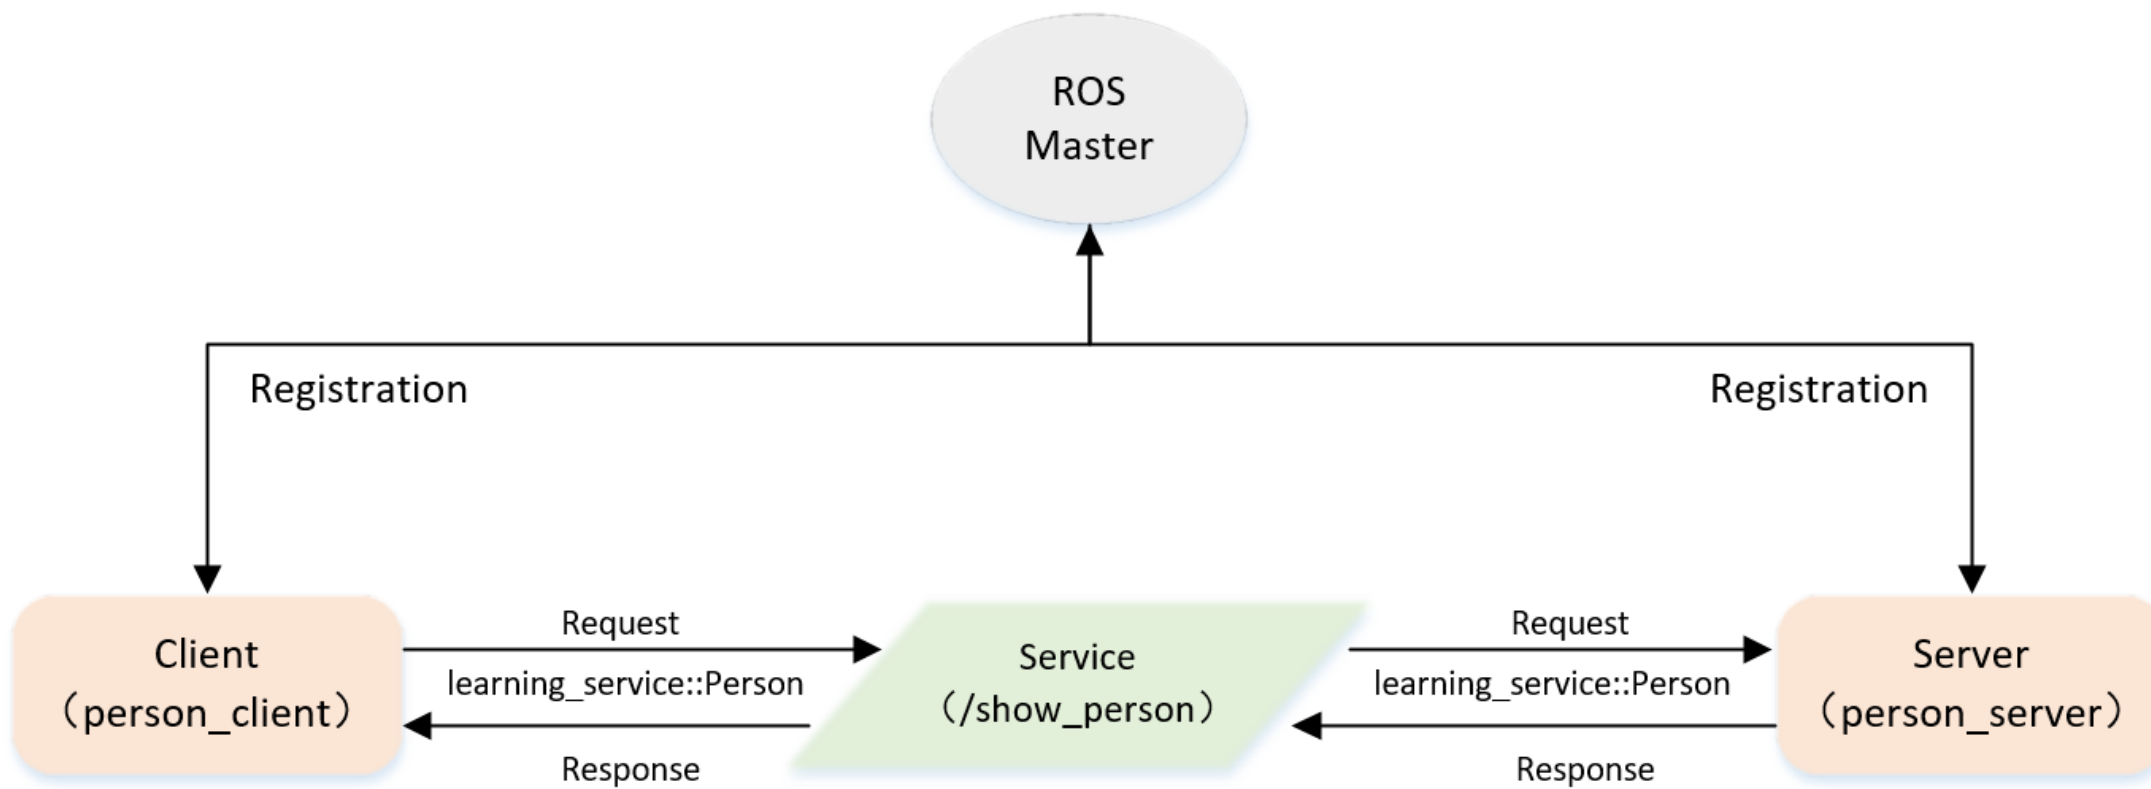 ROS
Master
Registration
Registration
Client
（person_client）
Request
learning_service::Person
Response
Service
（/show_person）
Request
learning_service::Person
Response
Server
（person_server）